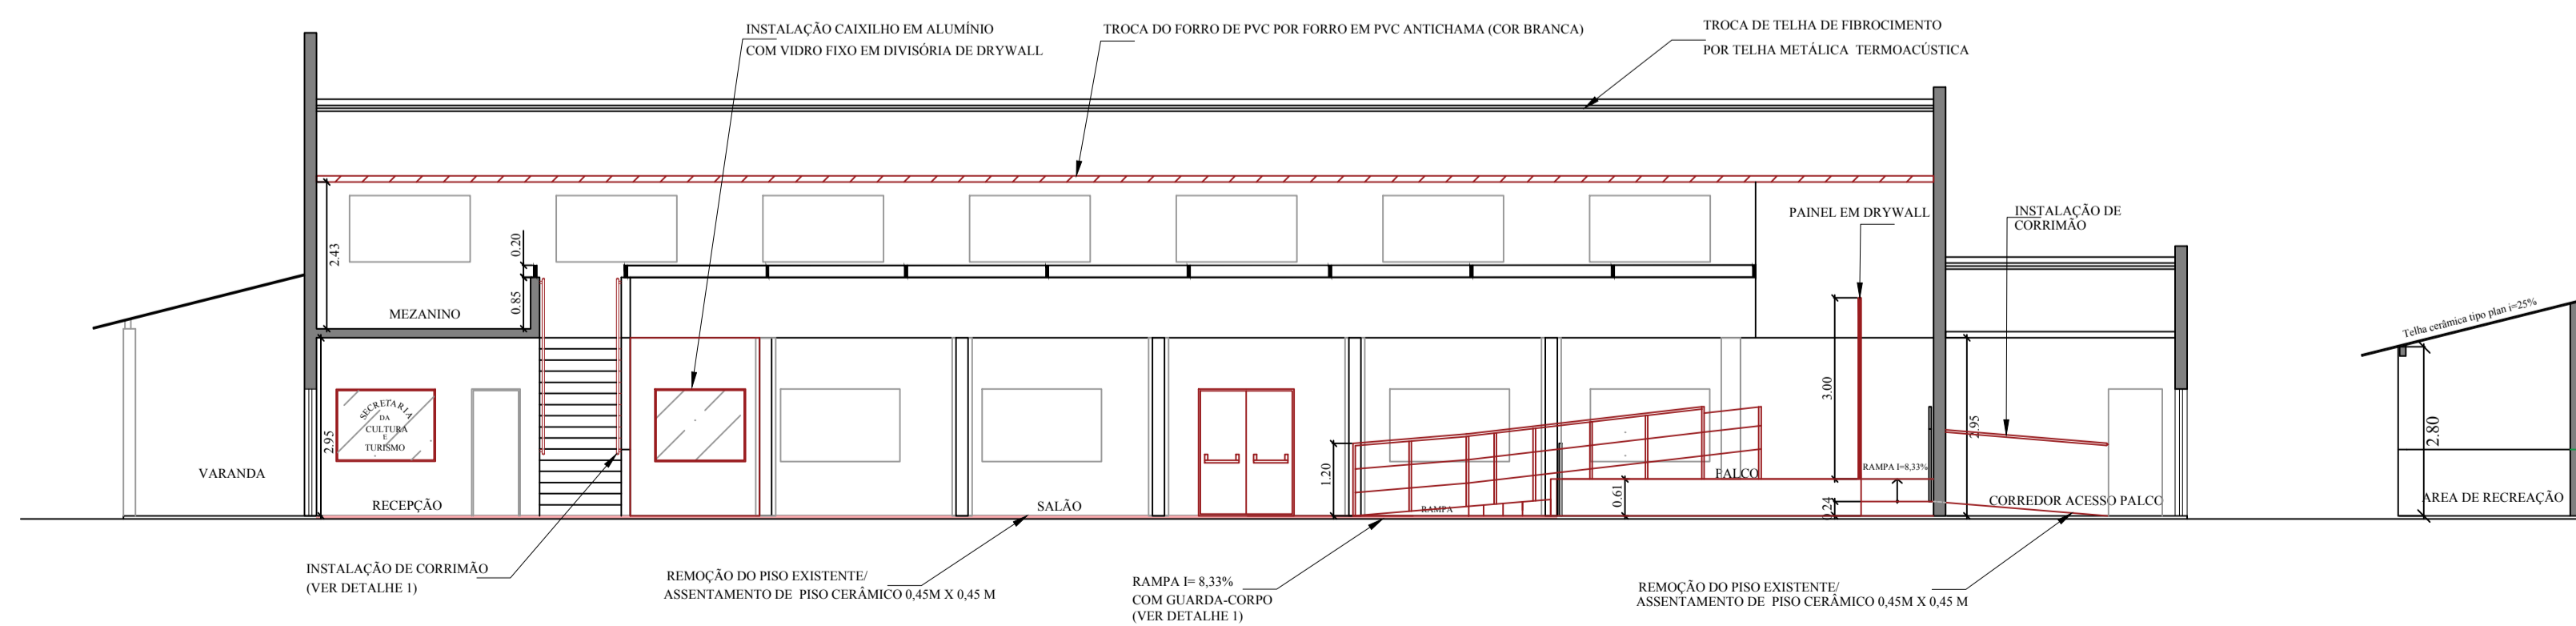 INSTALAÇÃO CAIXILHO EM ALUMÍNIO
COM VIDRO FIXO EM DIVISÓRIA DE DRYWALL
TROCA DO FORRO DE PVC POR FORRO EM PVC ANTICHAMA (COR BRANCA)
TROCA DE TELHA DE FIBROCIMENTO
POR TELHA METÁLICA TERMOACÚSTICA
PAINEL EM DRYWALL
INSTALAÇÃO DE
CORRIMÃO
2.43
0.20
0.85
MEZANINO
3.00
Telha cerâmica tipo plan i=25%
2.80
SECRETARIA
DA
CULTURA
E
TURISMO
2.95
2.95
VARANDA
RECEPÇÃO
SALÃO
1.20
RAMPA
0.61
PALCO
RAMPA I=8,33%
0.24
CORREDOR ACESSO PALCO
AREA DE RECREAÇÃO
INSTALAÇÃO DE CORRIMÃO
(VER DETALHE 1)
REMOÇÃO DO PISO EXISTENTE/
ASSENTAMENTO DE PISO CERÂMICO 0,45M X 0,45 M
RAMPA I= 8,33%
COM GUARDA-CORPO
(VER DETALHE 1)
REMOÇÃO DO PISO EXISTENTE/
ASSENTAMENTO DE PISO CERÂMICO 0,45M X 0,45 M